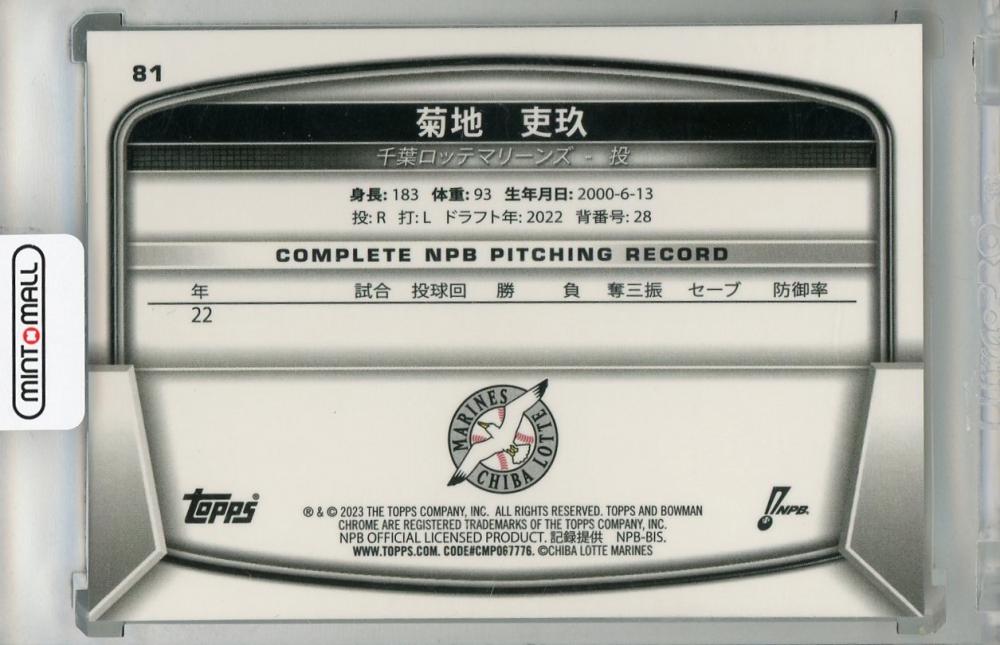 81
菊地 吏玖
千葉ロッテマリーンズ - 投
身長: 183 体重: 93 生年月日: 2000-6-13
投: R 打: L ドラフト年: 2022 背番号: 28
COMPLETE NPB PITCHING RECORD
年 試合 投球回 勝 負 奪三振 セーブ 防御率
22
MINTOMALL
MARINES
CHIBA LOTTE
TOPPS®
® & © 2023 THE TOPPS COMPANY, INC. ALL RIGHTS RESERVED. TOPPS AND BOWMAN
CHROME ARE REGISTERED TRADEMARKS OF THE TOPPS COMPANY, INC.
NPB OFFICIAL LICENSED PRODUCT. 記録提供 NPB-BIS.
WWW.TOPPS.COM. CODE#CMP067776. ©CHIBA LOTTE MARINES
NPB.